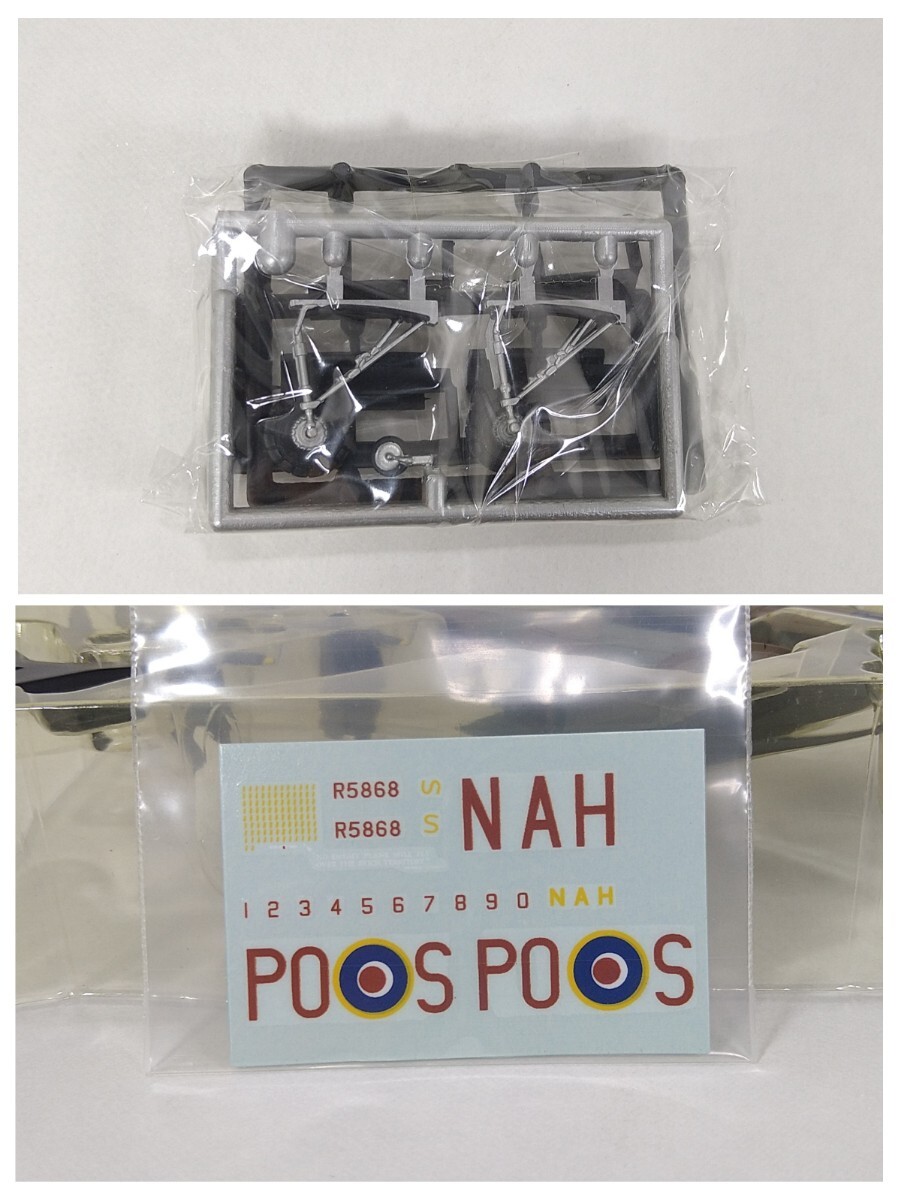 R5868 S NAH
R5868 S
1 2 3 4 5 6 7 8 9 0 NAH
PO S PO S